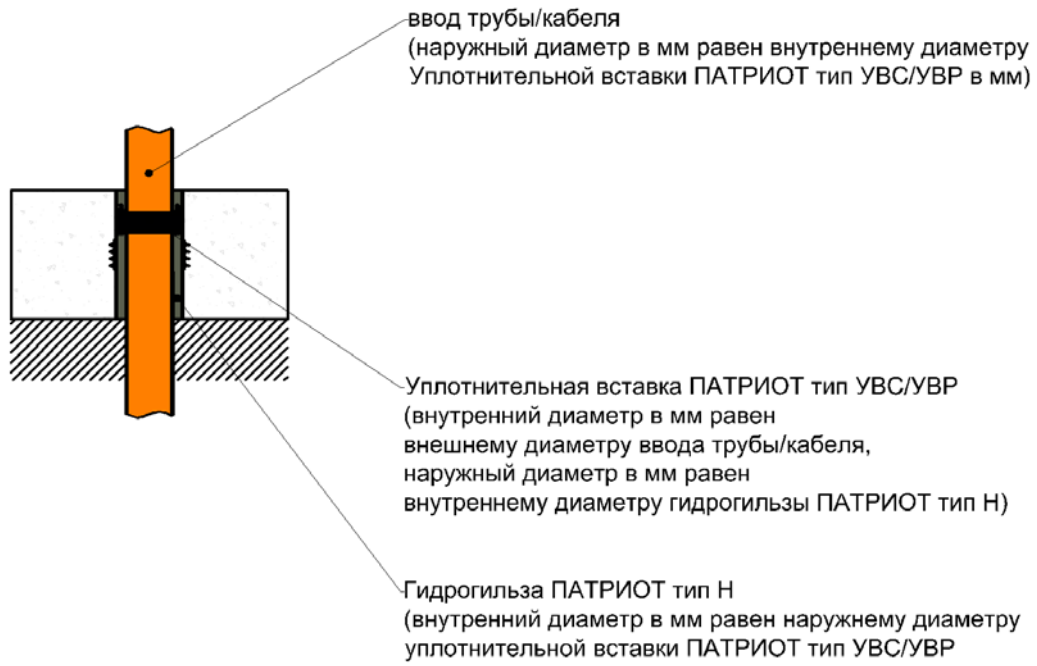 ввод трубы/кабеля
(наружный диаметр в мм равен внутреннему диаметру
Уплотнительной вставки ПАТРИОТ тип УВС/УВР в мм)
Уплотнительная вставка ПАТРИОТ тип УВС/УВР
(внутренний диаметр в мм равен
внешнему диаметру ввода трубы/кабеля,
наружный диаметр в мм равен
внутреннему диаметру гидрогильзы ПАТРИОТ тип Н)
Гидрогильза ПАТРИОТ тип Н
(внутренний диаметр в мм равен наружнему диаметру
уплотнительной вставки ПАТРИОТ тип УВС/УВР